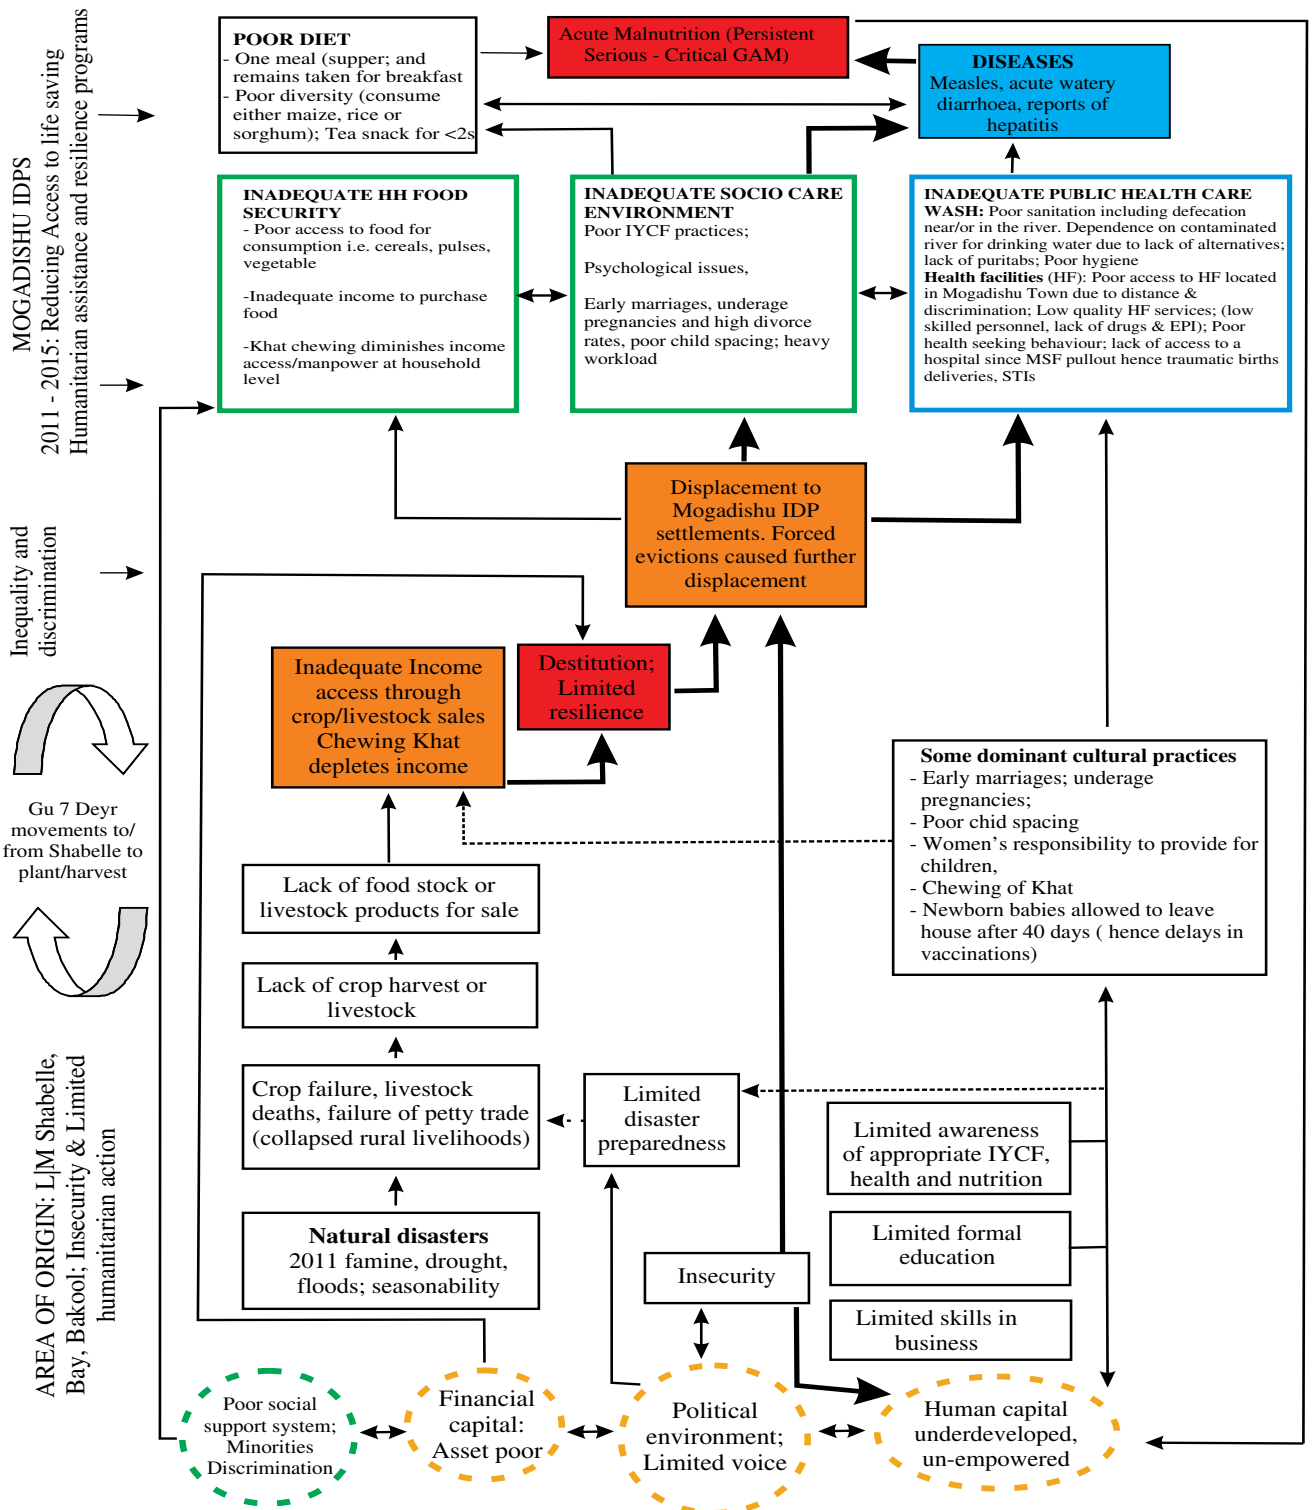 POOR DIET
- One meal (supper; and
remains taken for breakfast
- Poor diversity (consume
either maize, rice or
sorghum); Tea snack for <2s
Acute Malnutrition (Persistent
Serious - Critical GAM)
DISEASES
Measles, acute watery
diarrhoea, reports of
hepatitis
MOGADISHU IDPS
2011 - 2015: Reducing Access to life saving
Humanitarian assistance and resilience programs
INADEQUATE HH FOOD
SECURITY
- Poor access to food for
consumption i.e. cereals, pulses,
vegetable
-Inadequate income to purchase
food
-Khat chewing diminishes income
access/manpower at household
level
INADEQUATE SOCIO CARE
ENVIRONMENT
Poor IYCF practices;
Psychological issues,
Early marriages, underage
pregnancies and high divorce
rates, poor child spacing; heavy
workload
INADEQUATE PUBLIC HEALTH CARE
WASH: Poor sanitation including defecation
near/or in the river. Dependence on contaminated
river for drinking water due to lack of alternatives;
lack of puritabs; Poor hygiene
Health facilities (HF): Poor access to HF located
in Mogadishu Town due to distance &
discrimination; Low quality HF services; (low
skilled personnel, lack of drugs & EPI); Poor
health seeking behaviour; lack of access to a
hospital since MSF pullout hence traumatic births
deliveries, STIs
Inequality and
discrimination
Displacement to
Mogadishu IDP
settlements. Forced
evictions caused further
displacement
Inadequate Income
access through
crop/livestock sales
Chewing Khat
depletes income
Destitution;
Limited
resilience
Gu 7 Deyr
movements to/
from Shabelle to
plant/harvest
Some dominant cultural practices
- Early marriages; underage
pregnancies;
- Poor chid spacing
- Women's responsibility to provide for
children,
- Chewing of Khat
- Newborn babies allowed to leave
house after 40 days ( hence delays in
vaccinations)
Lack of food stock or
livestock products for sale
Lack of crop harvest or
livestock
AREA OF ORIGIN: L|M Shabelle,
Bay, Bakool; Insecurity & Limited
humanitarian action
Crop failure, livestock
deaths, failure of petty trade
(collapsed rural livelihoods)
Limited
disaster
preparedness
Limited awareness
of appropriate IYCF,
health and nutrition
Natural disasters
2011 famine, drought,
floods; seasonability
Limited formal
education
Insecurity
Limited skills in
business
Poor social
support system;
Minorities
Discrimination
Financial
capital:
Asset poor
Political
environment;
Limited voice
Human capital
underdeveloped,
un-empowered